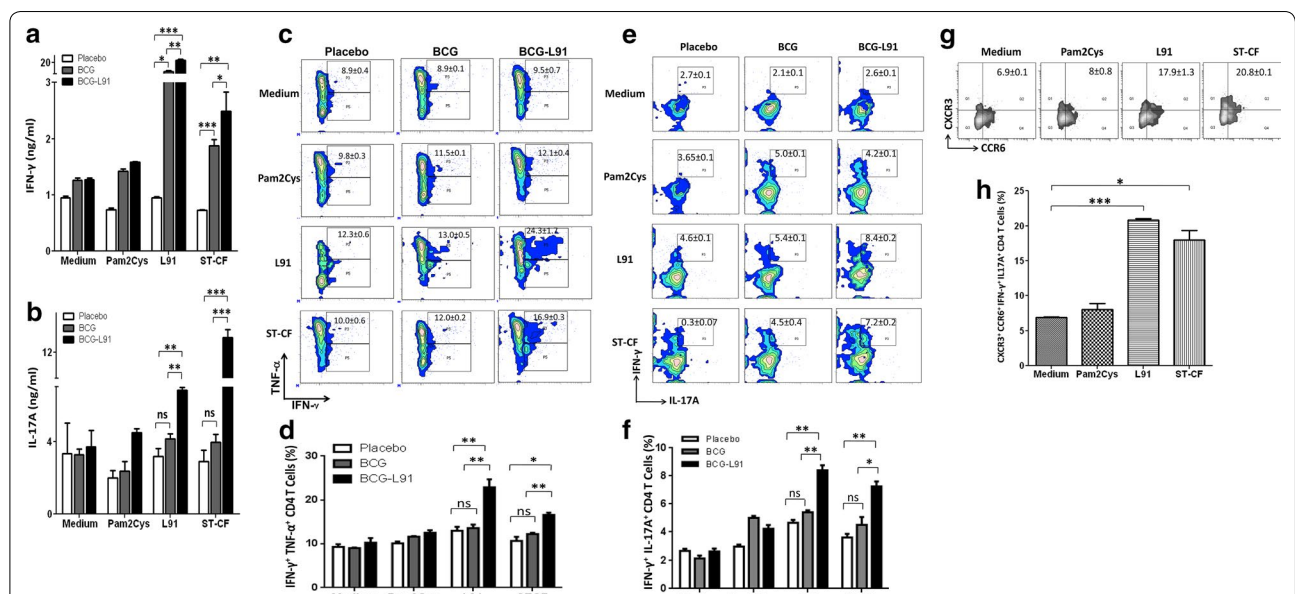 a
IFN-γ (ng/ml)
20
3
2
1
0
Placebo
BCG
BCG-L91
***
**
*
**
*
***
Medium Pam2Cys L91 ST-CF
b
IL-17A (ng/ml)
12
4
0
Placebo
BCG
BCG-L91
**
**
ns
***
***
ns
Medium Pam2Cys L91 ST-CF
c
Placebo BCG BCG-L91
Medium
8.9±0.4 8.9±0.1 9.5±0.7
Pam2Cys
9.8±0.3 11.5±0.1 12.1±0.4
L91
12.3±0.6 13.0±0.5
ST-CF
10.0±0.6 12.0±0.2 16.9±0.3
TNF-α
IFN-γ
d
IFN-γ+ TNF-α+ CD4 T Cells (%)
30
20
10
0
Placebo
BCG
BCG-L91
**
**
ns
*
**
ns
e
Placebo BCG BCG-L91
Medium
2.7±0.1 2.1±0.1 2.6±0.1
Pam2Cys
3.65±0.1 5.0±0.1 4.2±0.1
L91
4.6±0.1 5.4±0.1 8.4±0.2
ST-CF
0.3±0.07 4.5±0.4 7.2±0.2
IFN-γ
IL-17A
f
IFN-γ+ IL-17A+ CD4 T Cells (%)
10
8
6
4
2
0
Placebo
BCG
BCG-L91
**
**
ns
**
*
ns
g
Medium Pam2Cys L91 ST-CF
6.9±0.1 8±0.8 17.9±1.3 20.8±0.1
CXCR3
CCR6
h
CXCR3+ CCR6+ IFN-γ+ IL17A+ CD4 T Cells (%)
25
20
15
10
5
0
*
***
Medium Pam2Cys L91 ST-CF